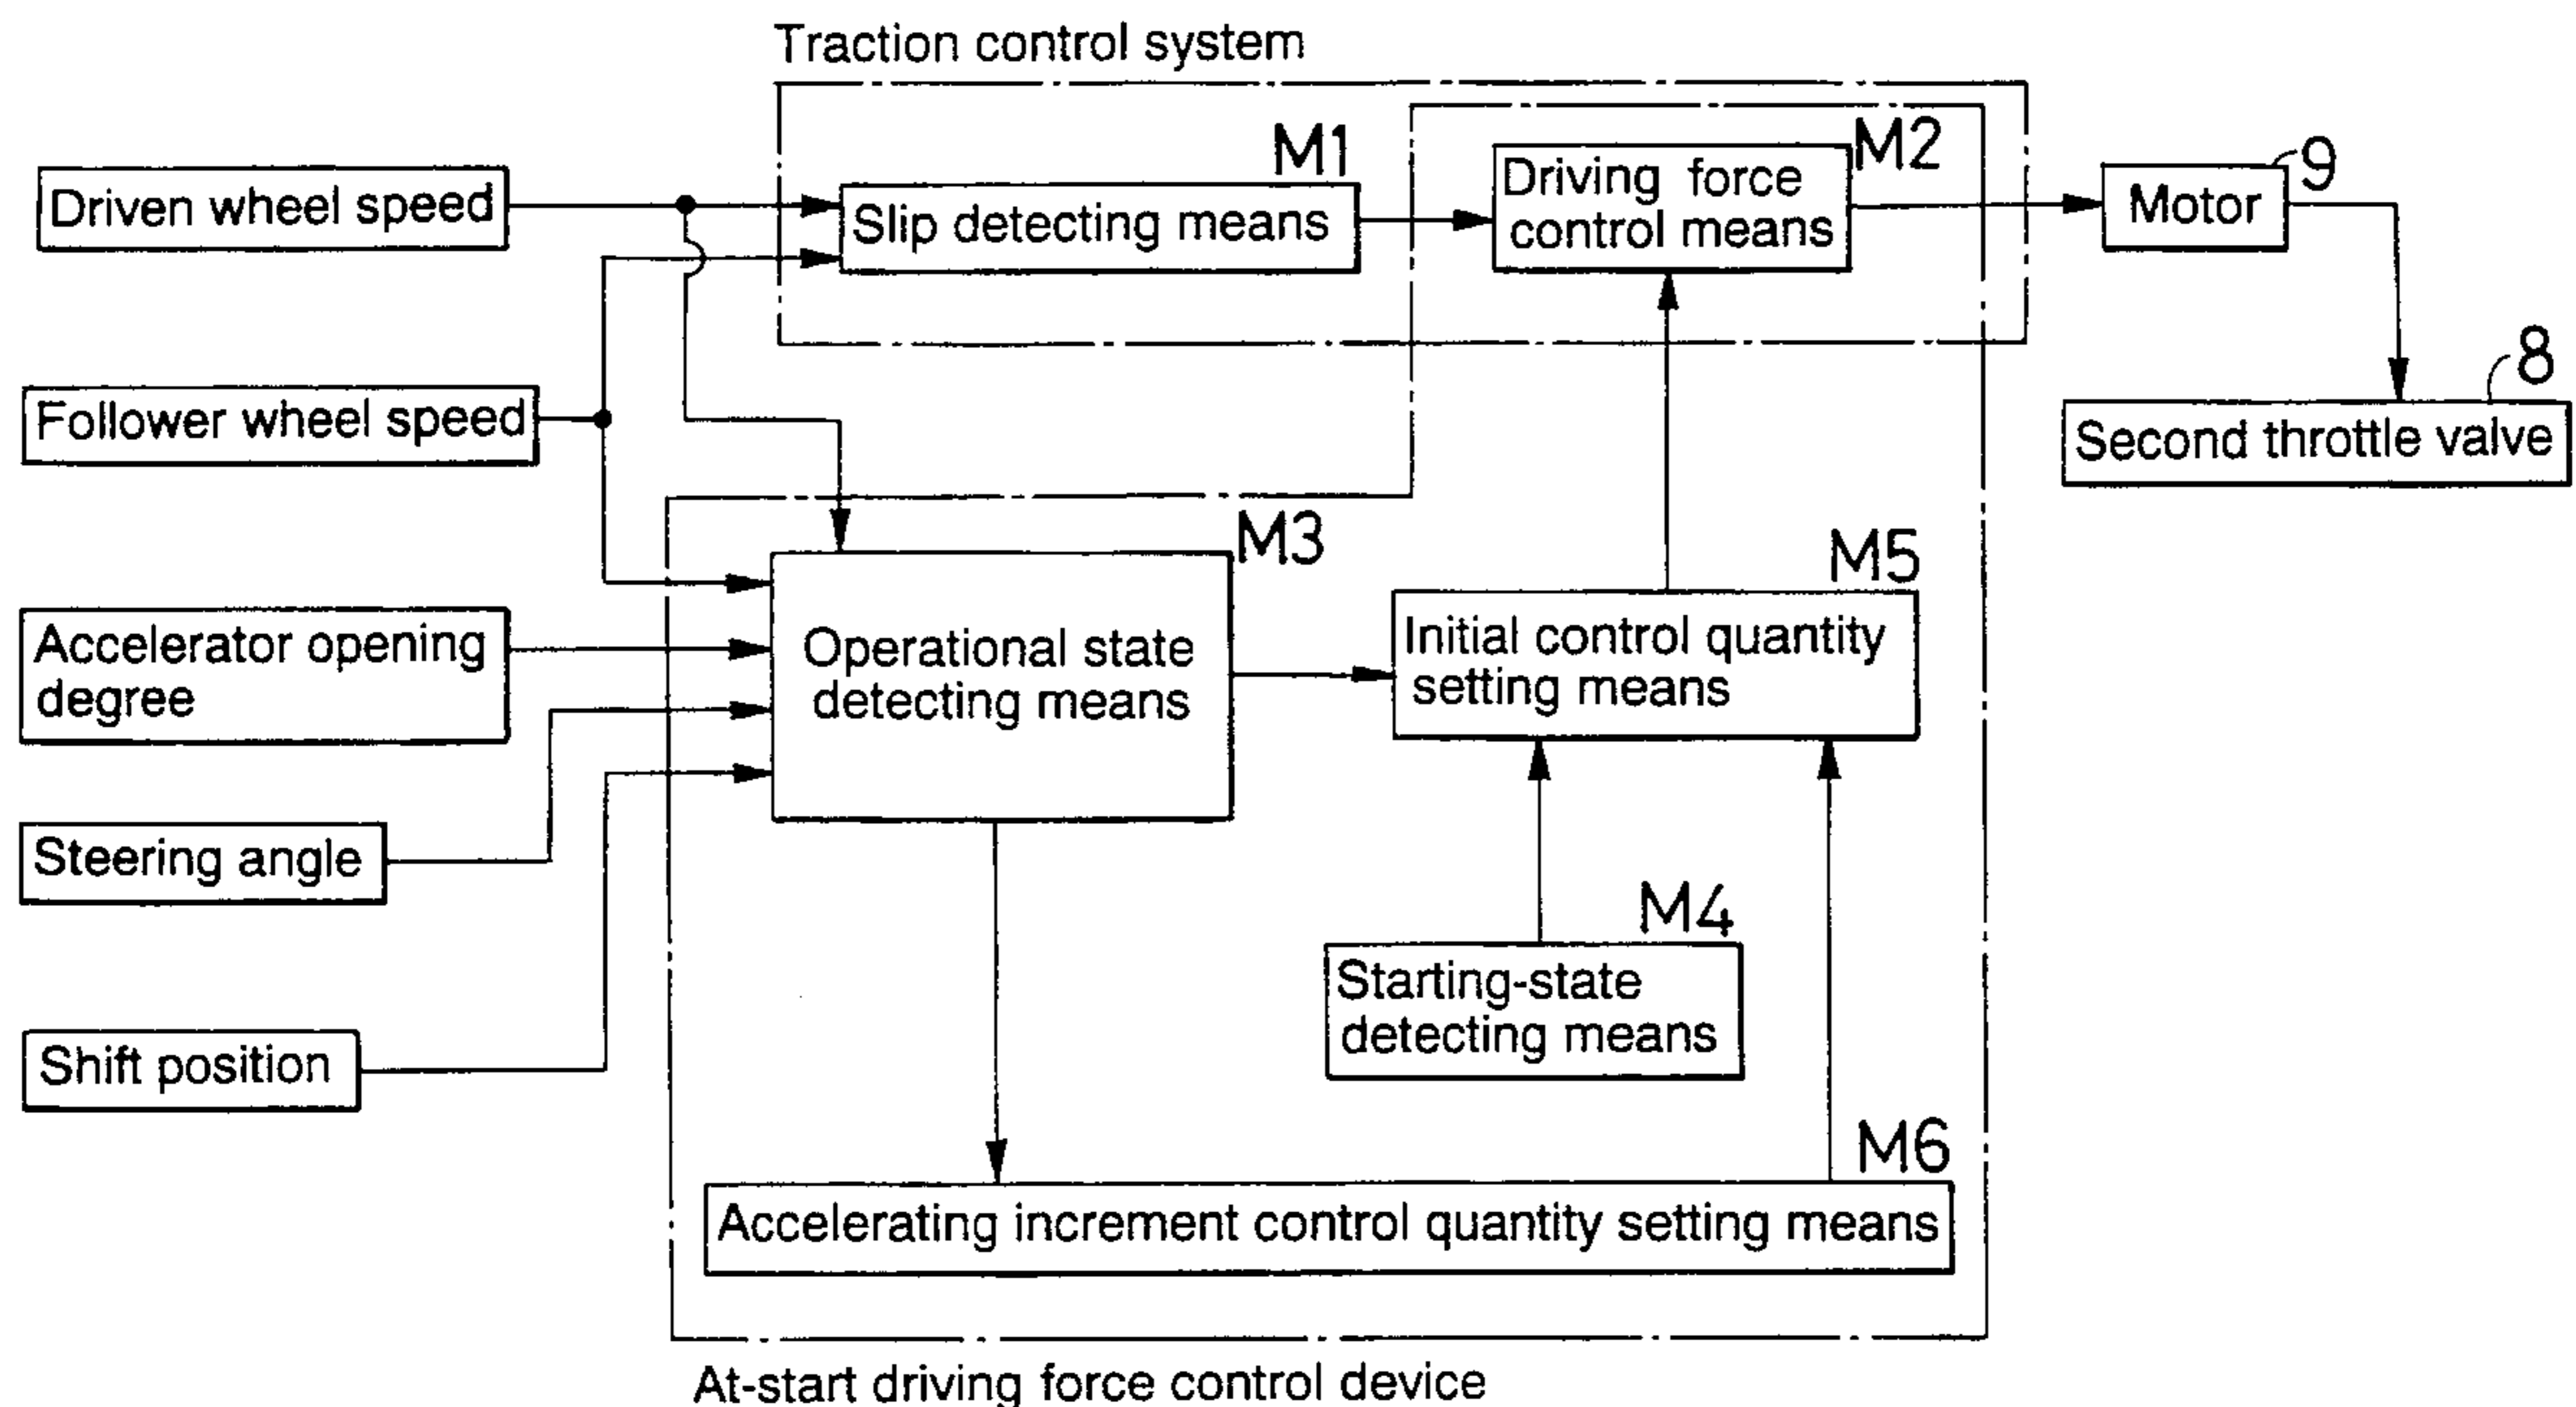 Traction control system
M1
M2
Driven wheel speed
Slip detecting means
Driving force
control means
Motor
9
Follower wheel speed
Second throttle valve
8
M3
M5
Accelerator opening
degree
Operational state
detecting means
Initial control quantity
setting means
Steering angle
M4
Starting-state
detecting means
Shift position
M6
Accelerating increment control quantity setting means
At-start driving force control device